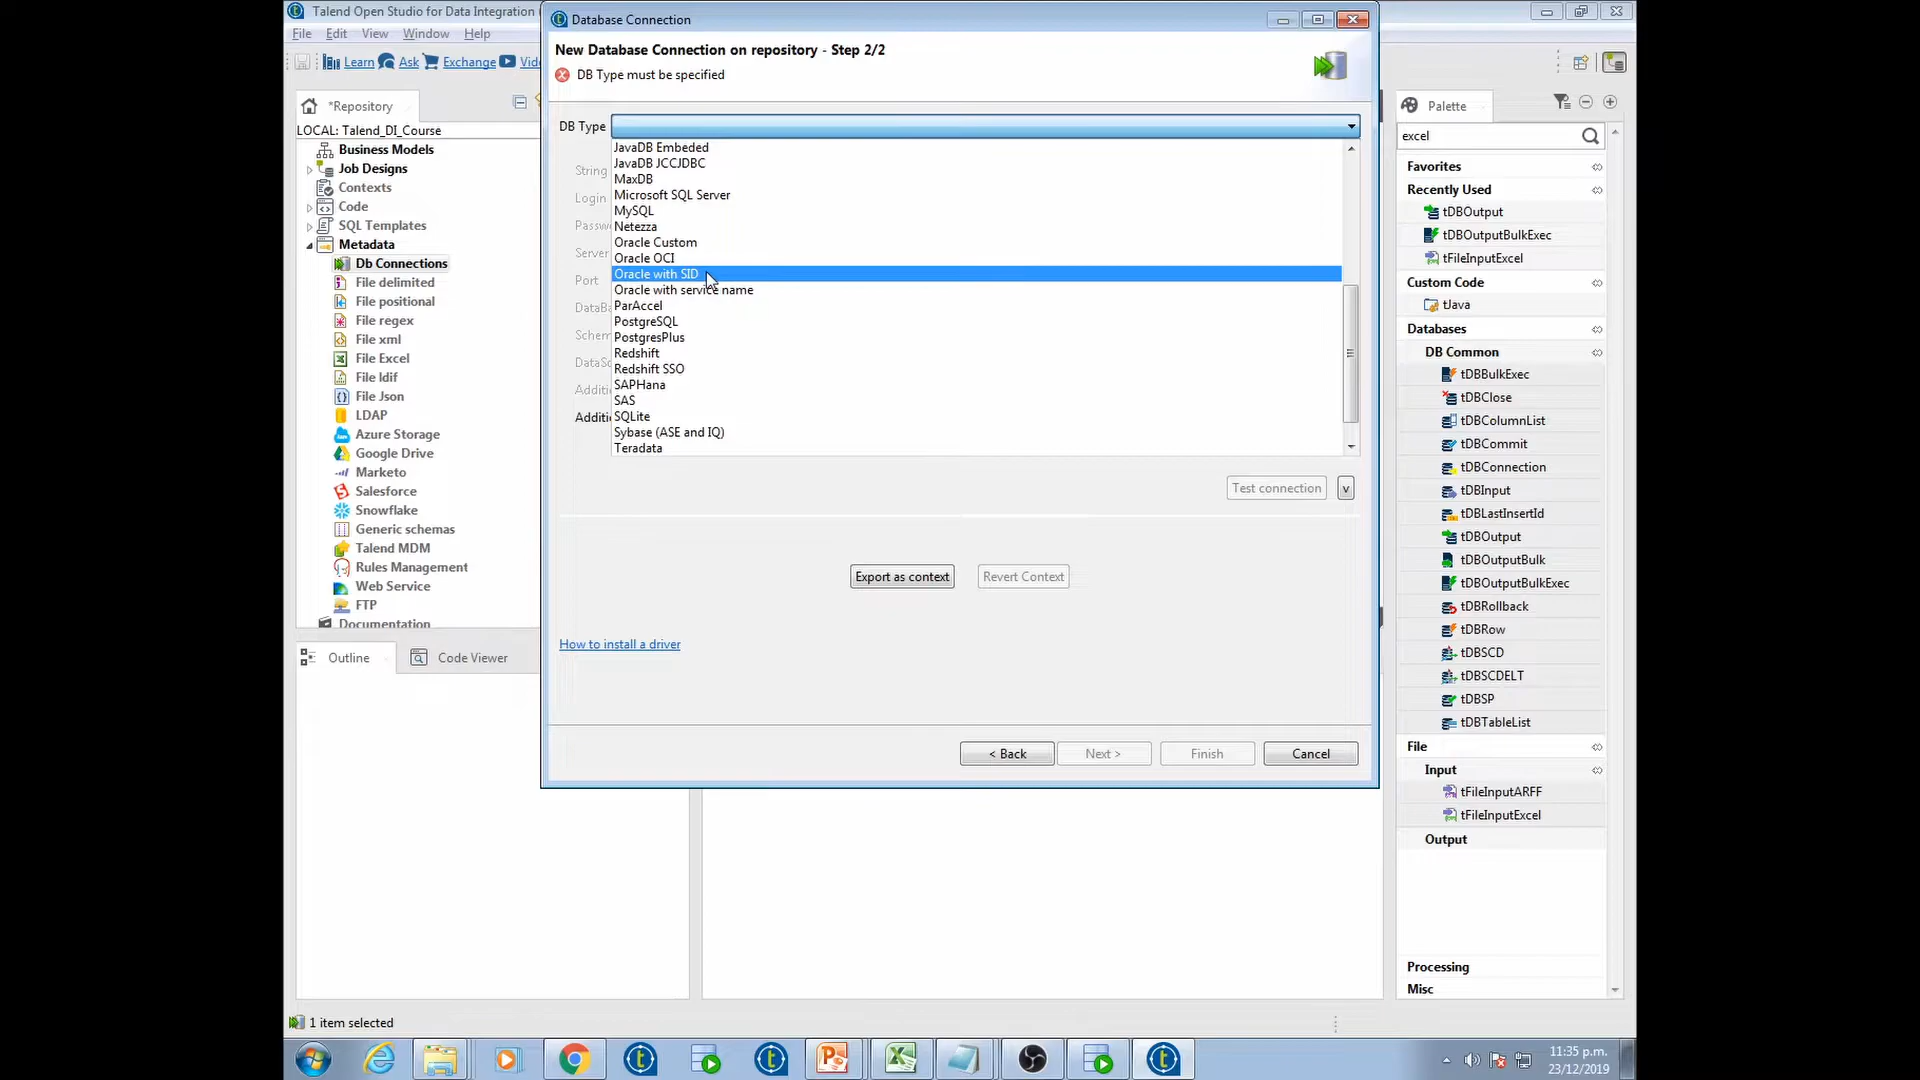 Talend Open Studio for Data Integration (
File Edit View Window Help
Learn Ask Exchange
*Repository
LOCAL: Talend_DI_Course
Business Models
Job Designs
Contexts
Code
SQL Templates
Metadata
Db Connections
File delimited
File positional
File regex
File xml
File Excel
File ldif
File Json
LDAP
Azure Storage
Google Drive
Marketo
Salesforce
Snowflake
Generic schemas
Talend MDM
Rules Management
Web Service
FTP
Documentation
Outline
Code Viewer
Database Connection
New Database Connection on repository - Step 2/2
DB Type must be specified
DB Type
String
Login
Server
Port
JavaDB Embeded
JavaDB JCCJDBC
MaxDB
Microsoft SQL Server
MySQL
Netezza
Oracle Custom
Oracle OCI
Oracle with SID
Oracle with service name
ParAccel
PostgreSQL
PostgresPlus
Redshift
Redshift SSO
SAPHana
SAS
SQLite
Sybase (ASE and IQ)
Teradata
Test connection
v
Export as context
Revert Context
How to install a driver
< Back
Next >
Finish
Cancel
Palette
excel
Favorites
Recently Used
tDBOutput
tDBOutputBulkExec
tFileInputExcel
Custom Code
tJava
Databases
DB Common
tDBBulkExec
tDBClose
tDBColumnList
tDBCommit
tDBConnection
tDBInput
tDBLastInsertId
tDBOutput
tDBOutputBulk
tDBOutputBulkExec
tDBRollback
tDBRow
tDBSCD
tDBSCDELT
tDBSP
tDBTableList
File
Input
tFileInputARFF
tFileInputExcel
Output
Processing
Misc
1 item selected
11:35 p.m.
23/12/2019